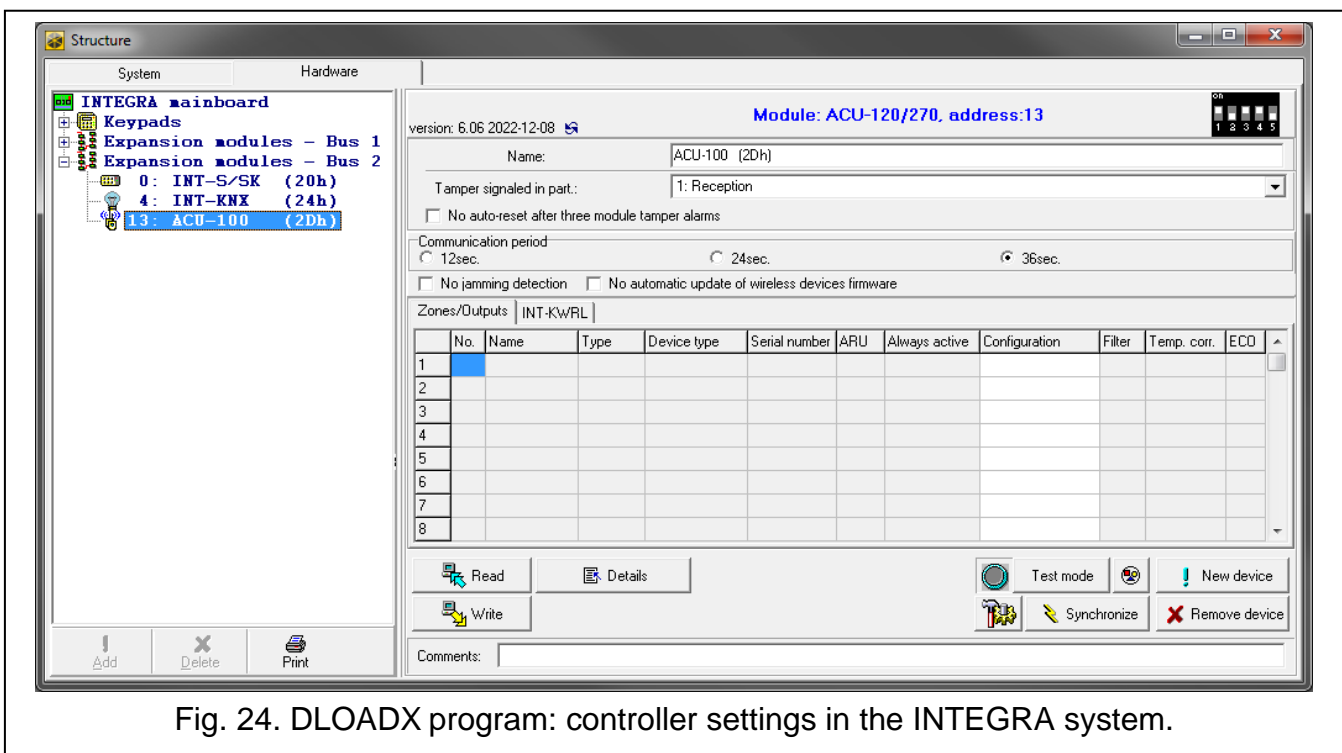 Structure
System Hardware
INTEGRA mainboard
Keypads
Expansion modules - Bus 1
Expansion modules - Bus 2
0: INT-S/SK (20h)
4: INT-KNX (24h)
13: ACU-100 (2Dh)
Add Delete Print
version: 6.06 2022-12-08 Module: ACU-120/270, address:13
on
1 2 3 4 5
Name: ACU-100 (2Dh)
Tamper signaled in part.: 1: Reception
No auto-reset after three module tamper alarms
Communication period
12sec. 24sec. 36sec.
No jamming detection No automatic update of wireless devices firmware
Zones/Outputs INT-KWRL
No. Name Type Device type Serial number ARU Always active Configuration Filter Temp. corr. ECO
1
2
3
4
5
6
7
8
Read Details Test mode New device
Write Synchronize Remove device
Comments:
Fig. 24. DLOADX program: controller settings in the INTEGRA system.